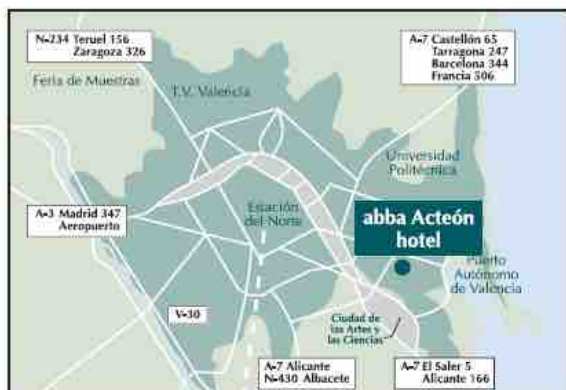 N-234 Teruel 156
Zaragoza 326
A-7 Castellón 65
Tarragona 247
Barcelona 344
Francia 506
Feria de Muestras
T.V. Valencia
Universidad
Politécnica
A-3 Madrid 347
Aeropuerto
Estación
del Norte
abba Acteón
hotel
Puerto
Autónomo
de Valencia
V-30
Ciudad de
las Artes y
las Ciencias
A-7 Alicante
N-430 Albacete
A-7 El Saler 5
Alicante 166